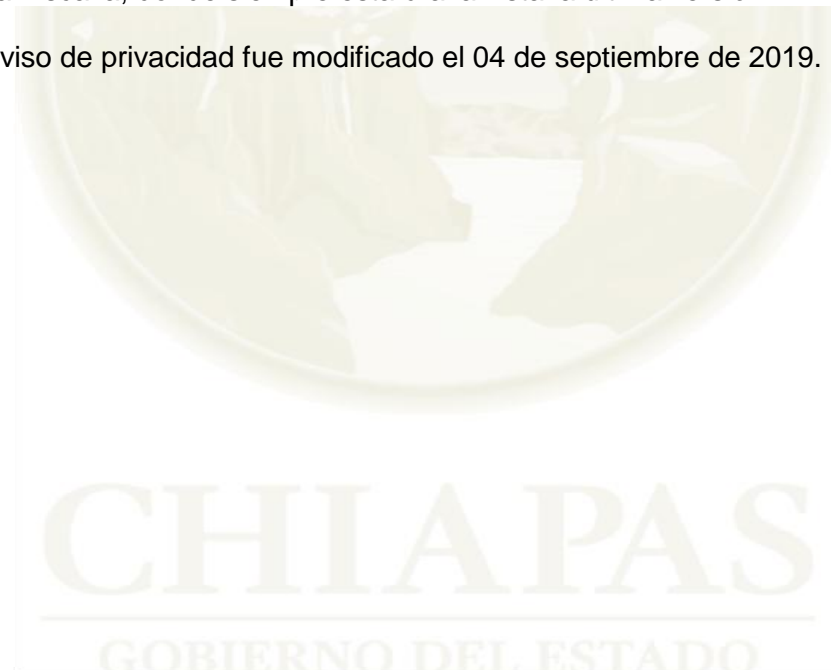 viso de privacidad fue modificado el 04 de septiembre de 2019.
CHIAPAS
GOBIERNO DEL ESTADO